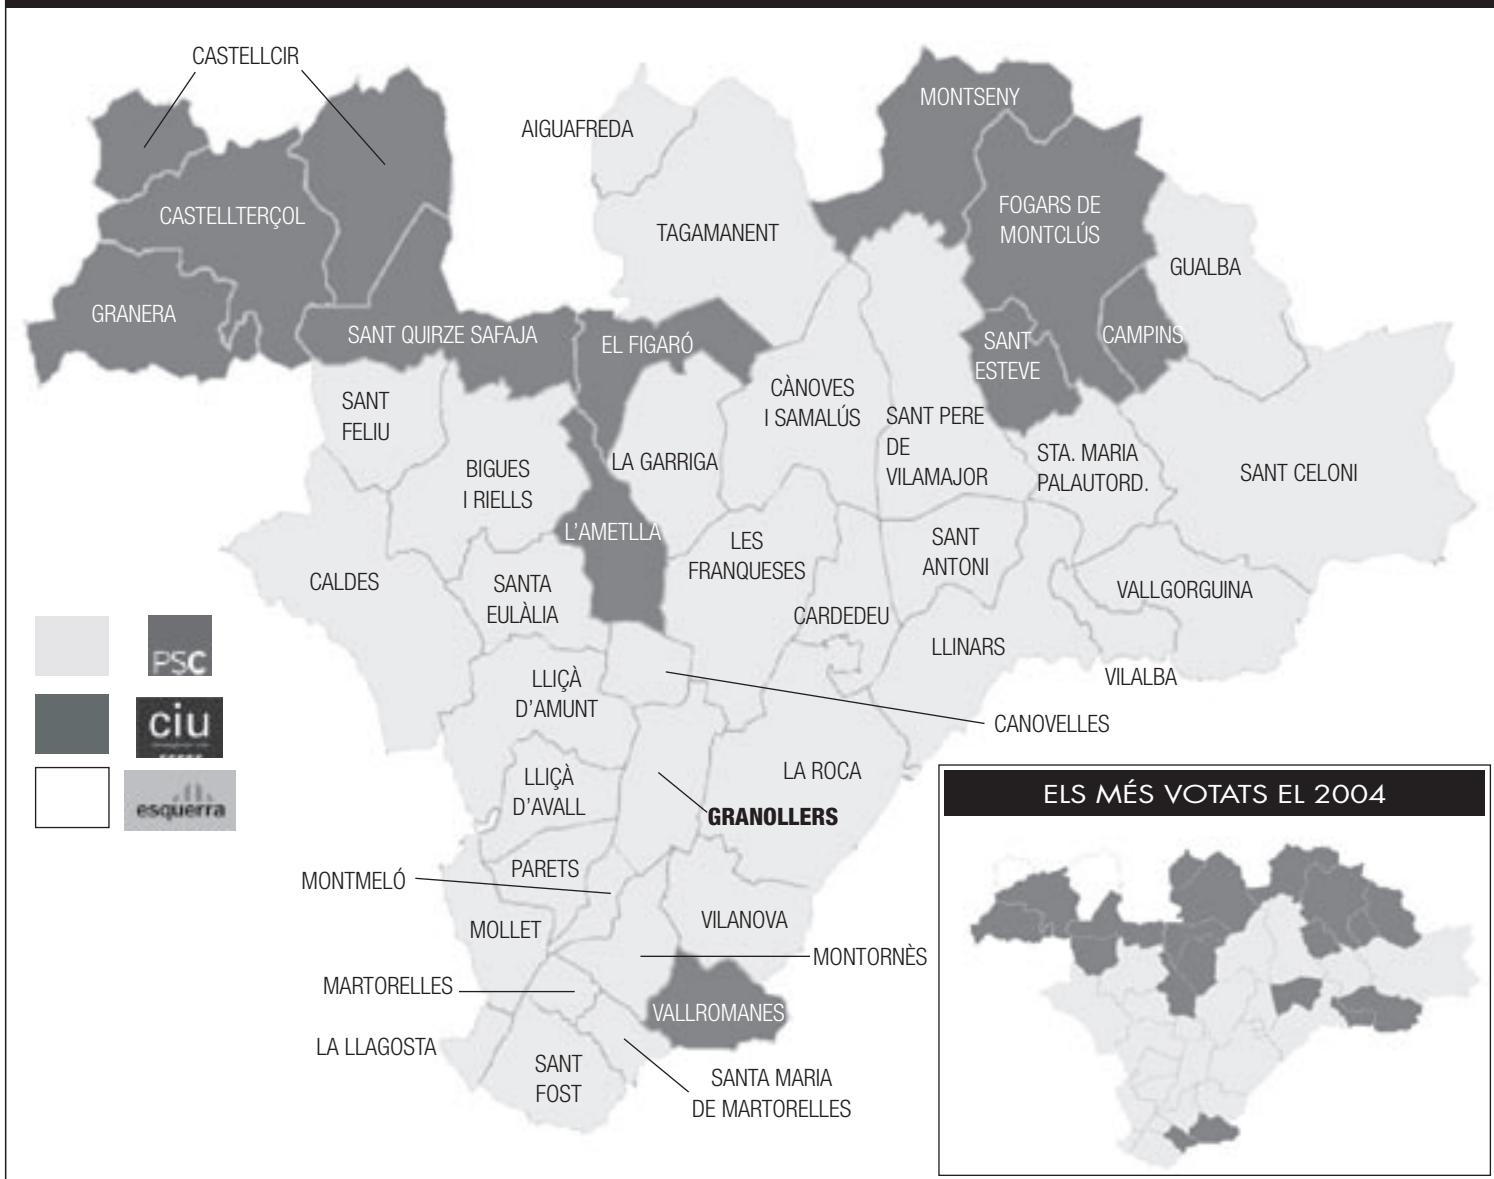 CASTELLCIR
MONTSENY
AIGUAFREDA
CASTELLTERÇOL
TAGAMANENT
FOGARS DE
MONTCLÚS
GUALBA
GRANERA
SANT QUIRZE SAFAJA
EL FIGARÓ
SANT
ESTEVE
CAMPINS
SANT
FELIU
CÀNOVES
I SAMALÚS
SANT PERE
DE
VILAMAJOR
BIGUES
I RIELLS
LA GARRIGA
STA. MARIA
PALAUTORD.
SANT CELONI
L'AMETLLA
LES
FRANQUESES
SANT
ANTONI
CALDES
SANTA
EULÀLIA
VALLGORGUINA
CARDEDEU
LLINARS
VILALBA
PSC
LLIÇÀ
D'AMUNT
CANOVELLES
ciu
LLIÇÀ
D'AVALL
LA ROCA
esquerra
GRANOLLERS
ELS MÉS VOTATS EL 2004
PARETS
MONTMELÓ
MOLLET
VILANOVA
MONTORNÈS
MARTORELLES
VALLROMANES
LA LLAGOSTA
SANT
FOST
SANTA MARIA
DE MARTORELLES